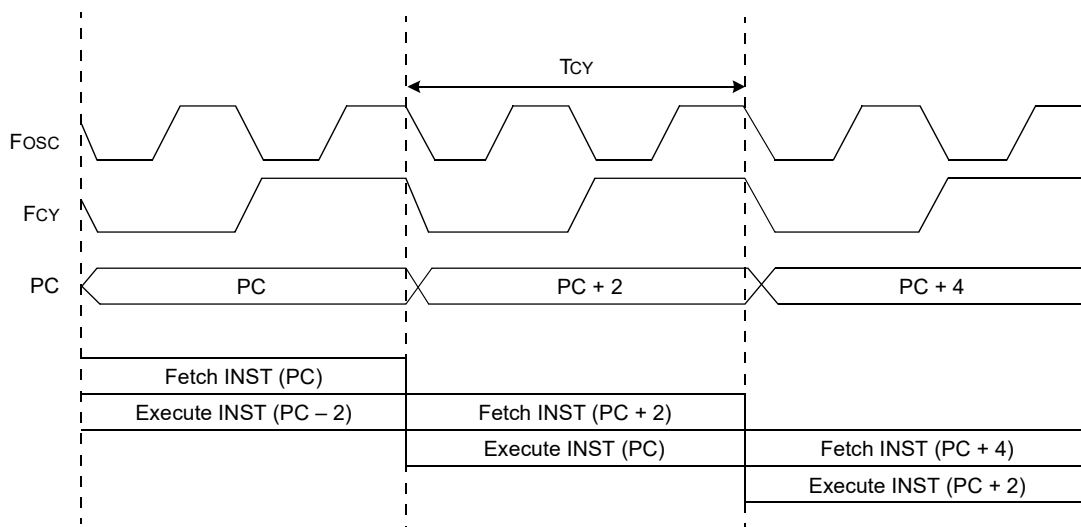 TCY
FOSC
FCY
PC PC PC + 2 PC + 4
Fetch INST (PC)
Execute INST (PC – 2) Fetch INST (PC + 2)
Execute INST (PC) Fetch INST (PC + 4)
Execute INST (PC + 2)